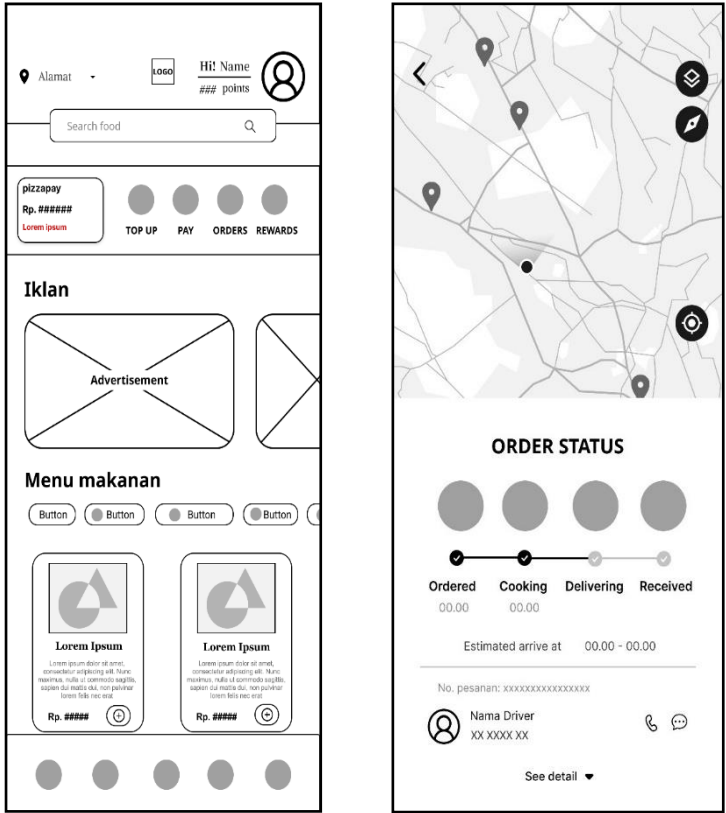 Alamat
LOGO
Hi! Name
### points
Search food
pizzapay
Rp. ######
Lorem ipsum
TOP UP
PAY
ORDERS
REWARDS
Iklan
Advertisement
Menu makanan
Button
Button
Button
Button
Lorem Ipsum
Lorem ipsum dolor sit amet,
consectetur adipiscing elit. Nunc
maximus, nulla ut commodo sagittis,
sapien dui mattis dui, non pulvinar
lorem felis nec erat
Rp. #####
Lorem Ipsum
Lorem ipsum dolor sit amet,
consectetur adipiscing elit. Nunc
maximus, nulla ut commodo sagittis,
sapien dui mattis dui, non pulvinar
lorem felis nec erat
Rp. #####
ORDER STATUS
Ordered
Cooking
Delivering
Received
00.00
00.00
Estimated arrive at 00.00 - 00.00
No. pesanan: xxxxxxxxxxxxxxxx
Nama Driver
XX XXXX XX
See detail